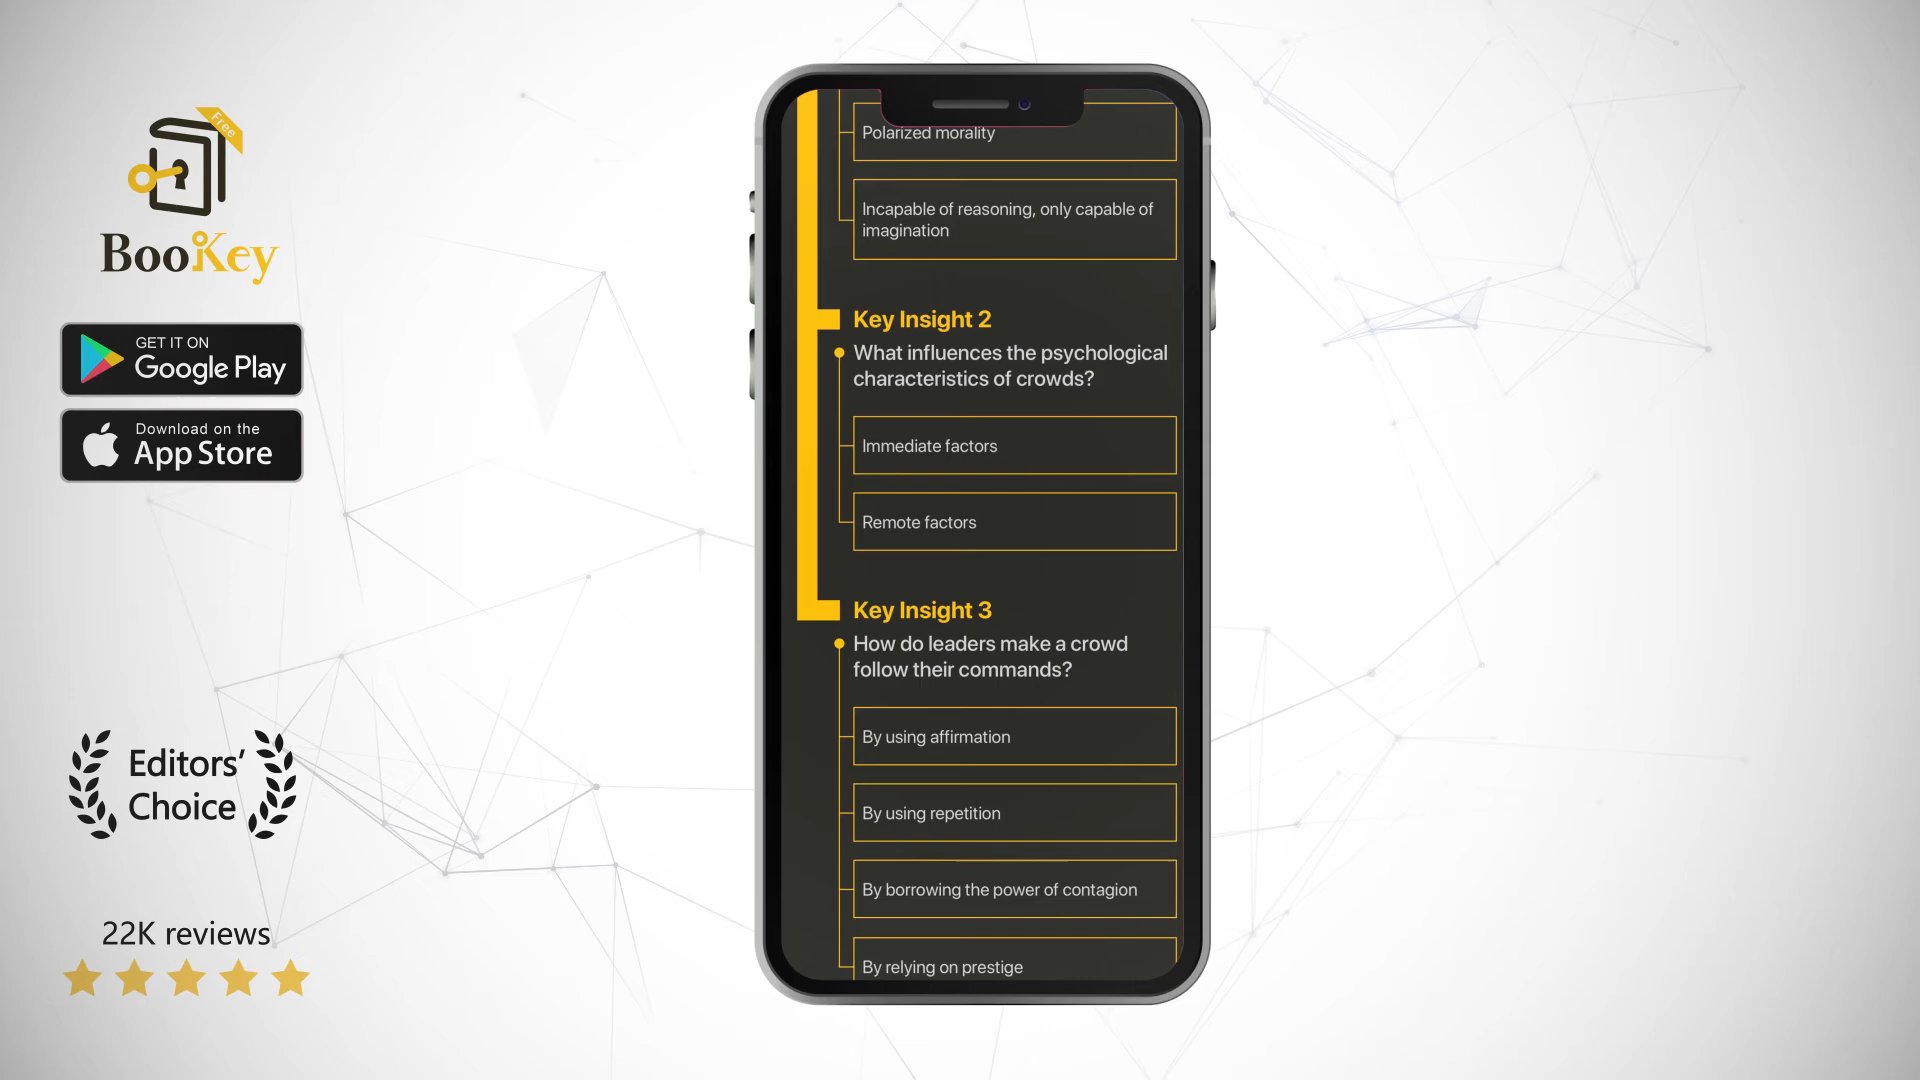 Free
BooKey
GET IT ON
Google Play
Download on the
App Store
Editors’
Choice
22K reviews
Polarized morality
Incapable of reasoning, only capable of
imagination
Key Insight 2
What influences the psychological
characteristics of crowds?
Immediate factors
Remote factors
Key Insight 3
How do leaders make a crowd
follow their commands?
By using affirmation
By using repetition
By borrowing the power of contagion
By relying on prestige